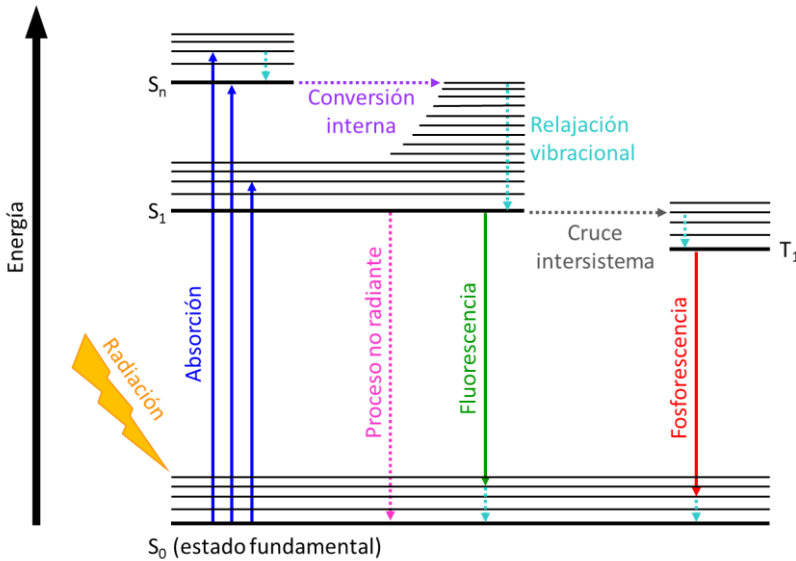 Energía
Sn
Conversión
interna
Relajación
vibracional
S1
Cruce
intersistema
T1
Radiación
Absorción
Proceso no radiante
Fluorescencia
Fosforescencia
S0 (estado fundamental)